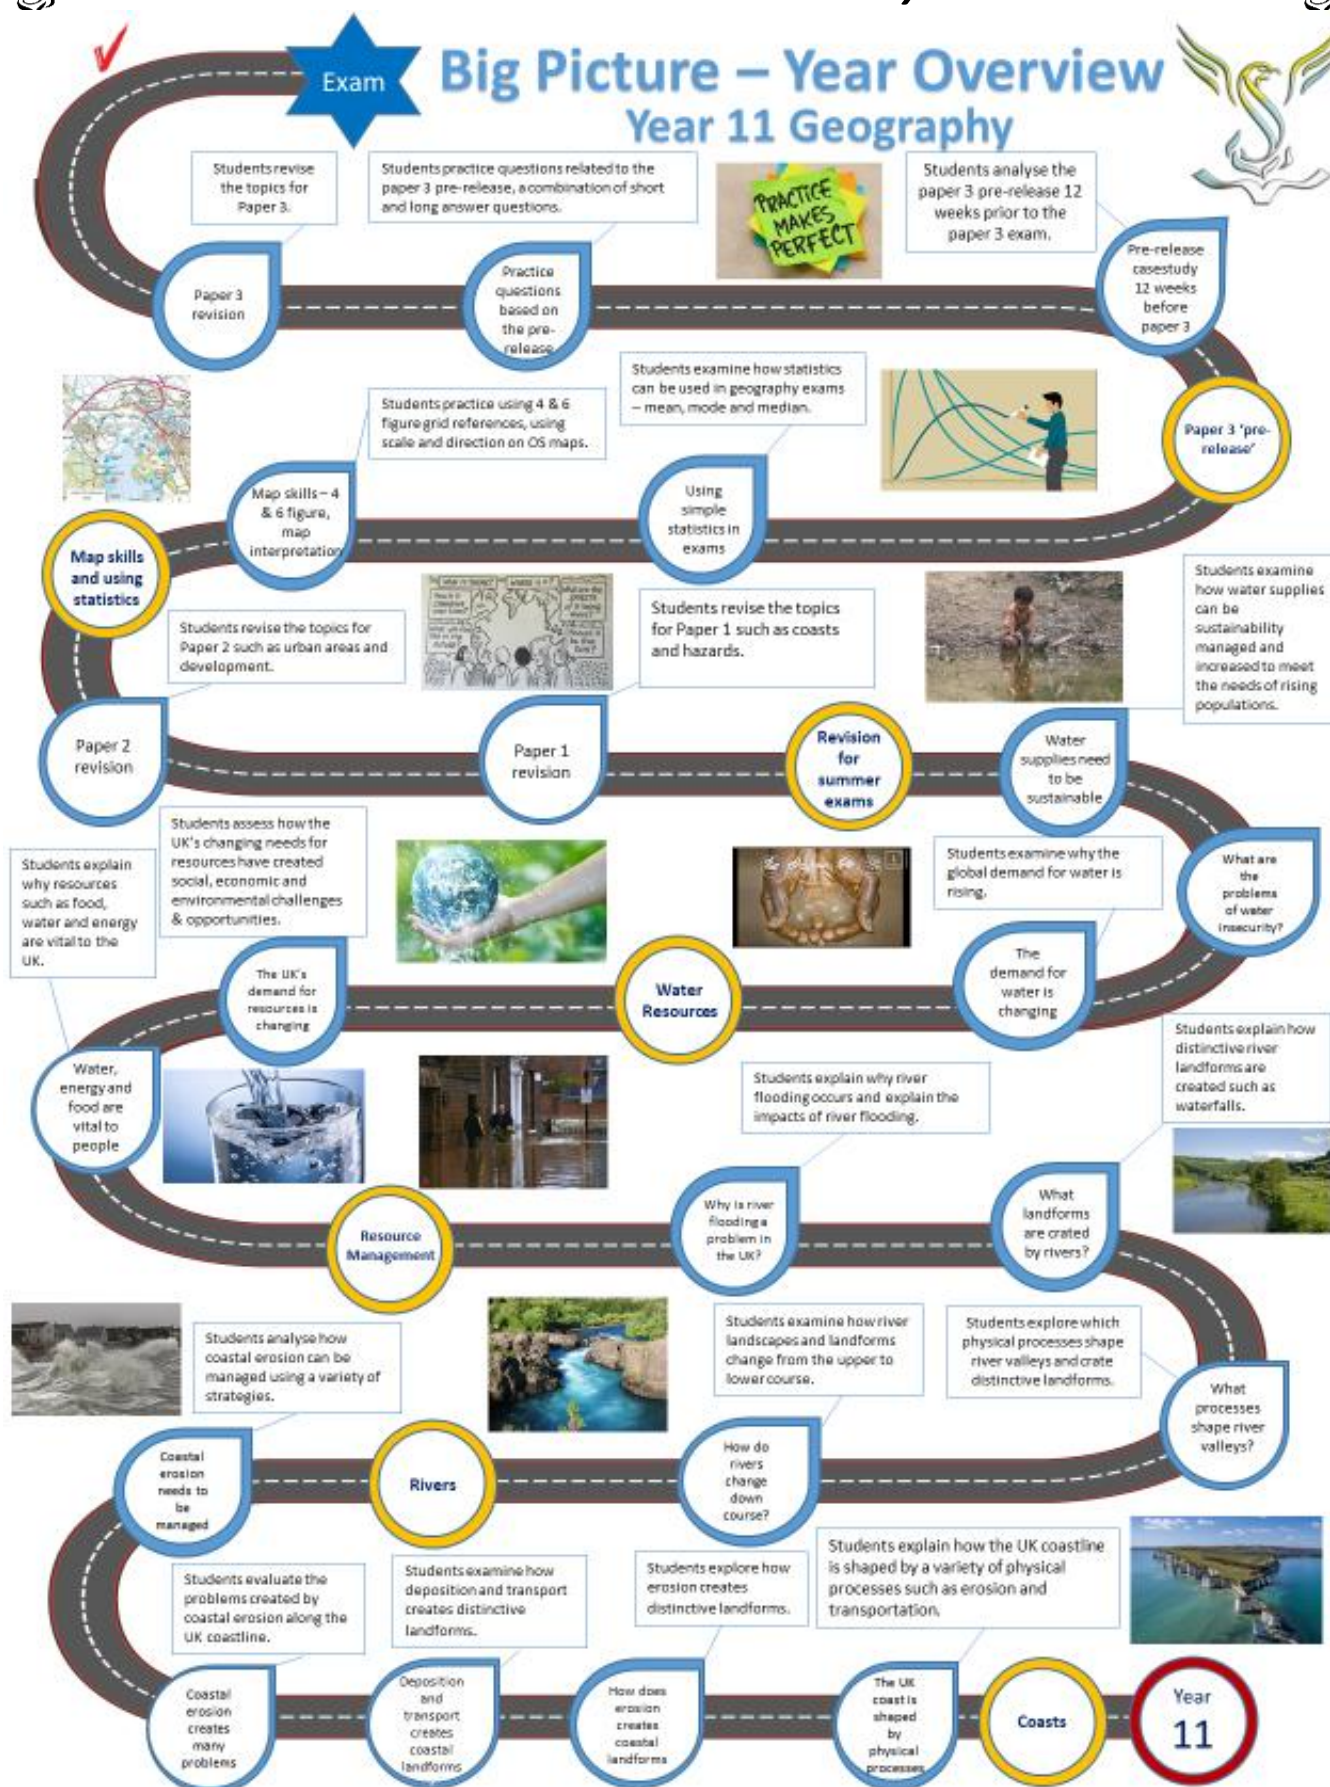 Exam
Big Picture – Year Overview
Year 11 Geography
Students revise
the topics for
Paper 3.
Students practice questions related to the
paper 3 pre-release, a combination of short
and long answer questions.
PRACTICE
MAKES
PERFECT
Students analyse the
paper 3 pre-release 12
weeks prior to the
paper 3 exam.
Paper 3
revision
Practice
questions
based on
the pre-
release
Pre-release
casestudy
12 weeks
before
paper 3
Students practice using 4 & 6
figure grid references, using
scale and direction on OS maps.
Students examine how statistics
can be used in geography exams
– mean, mode and median.
Paper 3 'pre-
release'
Map skills – 4
& 6 figure,
map
interpretation
Using
simple
statistics in
exams
Map skills
and using
statistics
Students revise the topics for
Paper 2 such as urban areas and
development.
Students revise the topics
for Paper 1 such as coasts
and hazards.
Students examine
how water supplies
can be
sustainability
managed and
increased to meet
the needs of rising
populations.
Paper 2
revision
Paper 1
revision
Revision
for
summer
exams
Water
supplies need
to be
sustainable
Students explain
why resources
such as food,
water and energy
are vital to the
UK.
Students assess how the
UK's changing needs for
resources have created
social, economic and
environmental challenges
& opportunities.
Students examine why the
global demand for water is
rising.
What are
the
problems
of water
insecurity?
The UK's
demand for
resources is
changing
Water
Resources
The
demand for
water is
changing
Water,
energy and
food are
vital to
people
Students explain why river
flooding occurs and explain the
impacts of river flooding.
Students explain how
distinctive river
landforms are
created such as
waterfalls.
Resource
Management
Why is river
flooding a
problem in
the UK?
What
landforms
are crated
by rivers?
Students analyse how
coastal erosion can be
managed using a variety of
strategies.
Students examine how river
landscapes and landforms
change from the upper to
lower course.
Students explore which
physical processes shape
river valleys and crate
distinctive landforms.
What
processes
shape river
valleys?
Coastal
erosion
needs to
be
managed
Rivers
How do
rivers
change
down
course?
Students evaluate the
problems created by
coastal erosion along the
UK coastline.
Students examine how
deposition and transport
creates distinctive
landforms.
Students explore how
erosion creates
distinctive landforms.
Students explain how the UK coastline
is shaped by a variety of physical
processes such as erosion and
transportation.
Coastal
erosion
creates
many
problems
Deposition
and
transport
creates
coastal
landforms
How does
erosion
creates
coastal
landforms
The UK
coast is
shaped
by
physical
processes
Coasts
Year
11